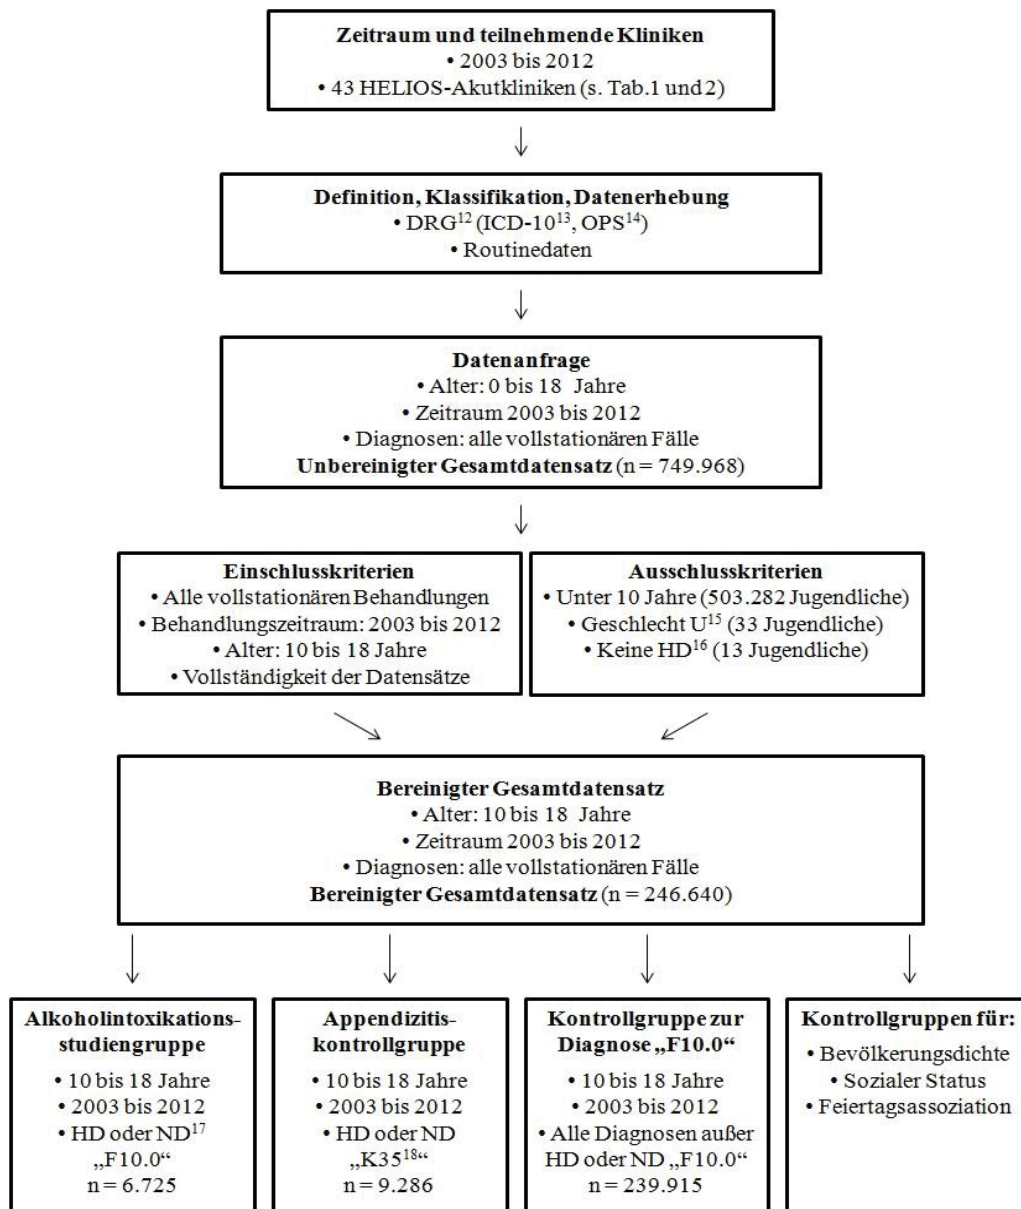 Zeitraum und teilnehmende Kliniken
• 2003 bis 2012
• 43 HELIOS-Akutkliniken (s. Tab.1 und 2)
Definition, Klassifikation, Datenerhebung
• DRG¹² (ICD-10¹³, OPS¹⁴)
• Routinedaten
Datenanfrage
• Alter: 0 bis 18 Jahre
• Zeitraum 2003 bis 2012
• Diagnosen: alle vollstationären Fälle
Unbereinigter Gesamtdatensatz (n = 749.968)
Einschlusskriterien
• Alle vollstationären Behandlungen
• Behandlungszeitraum: 2003 bis 2012
• Alter: 10 bis 18 Jahre
• Vollständigkeit der Datensätze
Ausschlusskriterien
• Unter 10 Jahre (503.282 Jugendliche)
• Geschlecht U¹⁵ (33 Jugendliche)
• Keine HD¹⁶ (13 Jugendliche)
Bereinigter Gesamtdatensatz
• Alter: 10 bis 18 Jahre
• Zeitraum 2003 bis 2012
• Diagnosen: alle vollstationären Fälle
Bereinigter Gesamtdatensatz (n = 246.640)
Alkoholintoxikations-
studiengruppe
• 10 bis 18 Jahre
• 2003 bis 2012
• HD oder ND¹⁷
„F10.0“
n = 6.725
Appendizitis-
kontrollgruppe
• 10 bis 18 Jahre
• 2003 bis 2012
• HD oder ND
„K35¹⁸“
n = 9.286
Kontrollgruppe zur
Diagnose „F10.0“
• 10 bis 18 Jahre
• 2003 bis 2012
• Alle Diagnosen außer
HD oder ND „F10.0“
n = 239.915
Kontrollgruppen für:
• Bevölkerungsdichte
• Sozialer Status
• Feiertagsassoziation